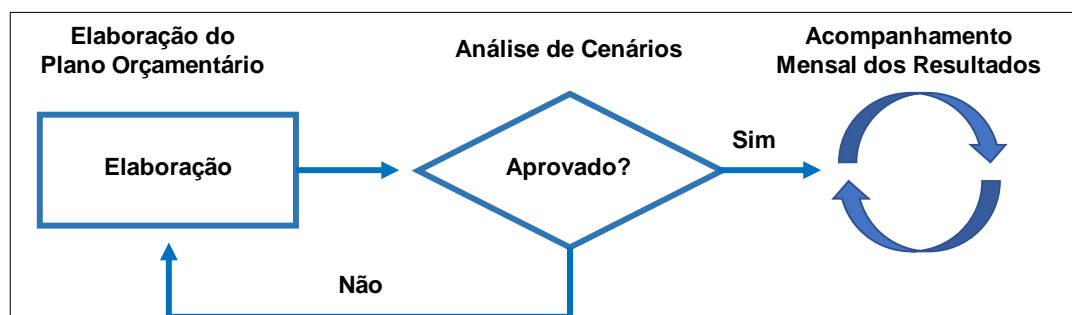 Elaboração do
Plano Orçamentário
Análise de Cenários
Acompanhamento
Mensal dos Resultados
Elaboração
Aprovado?
Sim
Não